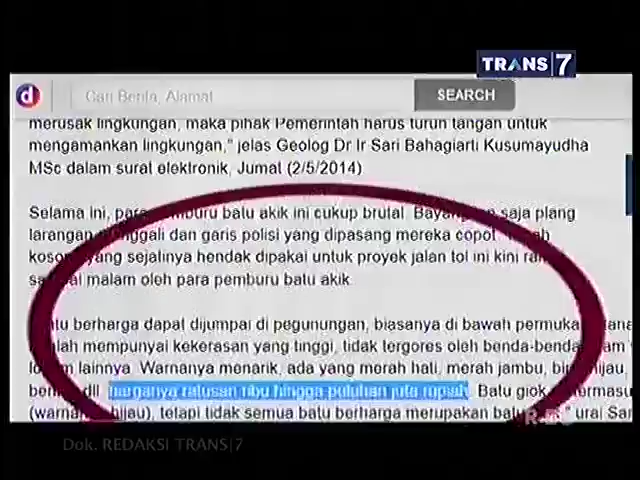 TRANS|7
d
Cari Berita, Alamat
SEARCH
merusak lingkungan, maka pihak Pemerintah harus turun tangan untuk
mengamankan lingkungan," jelas Geolog Dr Ir Sari Bahagiarti Kusumayudha
MSc dalam surat elektronik, Jumat (2/5/2014)
Selama ini, para pemburu batu akik ini cukup brutal. Bayangkan saja plang
larangan menggali dan garis polisi yang dipasang mereka copot. Tanah
kosong yang sejatinya hendak dipakai untuk proyek jalan tol ini kini
sampai malam oleh para pemburu batu akik.
Batu berharga dapat dijumpai di pegunungan, biasanya di bawah
mempunyai kekerasan yang tinggi, tidak tergores oleh benda-benda
lainnya. Warnanya menarik, ada yang merah hati, merah jambu,
dll harganya ratusan ribu hingga puluhan juta rupiah. Batu giok
hijau), tetapi tidak semua batu berharga merupakan batu
Dok. REDAKSI TRANS|7